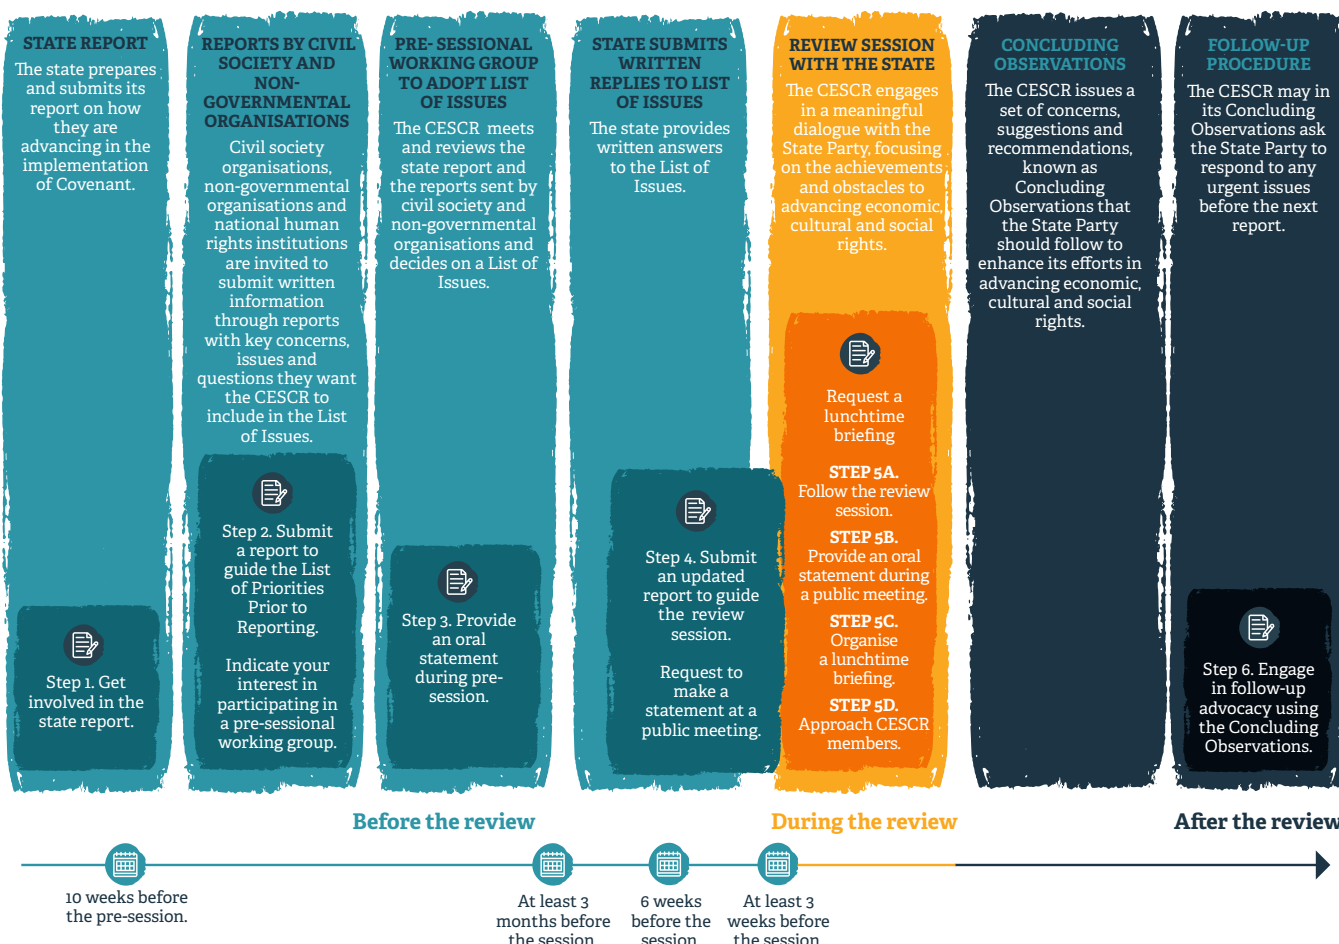 STATE REPORT
The state prepares
and submits its
report on how
they are
advancing in the
implementation
of Covenant.
Step 1. Get
involved in the
state report.
REPORTS BY CIVIL
SOCIETY AND
NON-
GOVERNMENTAL
ORGANISATIONS
Civil society
organisations,
non-governmental
organisations and
national human
rights institutions
are invited to
submit written
information
through reports
with key concerns,
issues and
questions they want
the CESCR to
include in the List
of Issues.
Step 2. Submit
a report to
guide the List
of Priorities
Prior to
Reporting.
Indicate your
interest in
participating in
a pre-sessional
working group.
PRE- SESSIONAL
WORKING GROUP
TO ADOPT LIST
OF ISSUES
The CESCR meets
and reviews the
state report and
the reports sent by
civil society and
non-governmental
organisations and
decides on a List of
Issues.
Step 3. Provide
an oral
statement
during pre-
session.
STATE SUBMITS
WRITTEN
REPLIES TO LIST
OF ISSUES
The state provides
written answers
to the List of
Issues.
Step 4. Submit
an updated
report to guide
the review
session.
Request to
make a
statement at a
public meeting.
REVIEW SESSION
WITH THE STATE
The CESCR engages
in a meaningful
dialogue with the
State Party, focusing
on the achievements
and obstacles to
advancing economic,
cultural and social
rights.
Request a
lunchtime
briefing
STEP 5A.
Follow the review
session.
STEP 5B.
Provide an oral
statement during
a public meeting.
STEP 5C.
Organise
a lunchtime
briefing.
STEP 5D.
Approach CESCR
members.
CONCLUDING
OBSERVATIONS
The CESCR issues a
set of concerns,
suggestions and
recommendations,
known as
Concluding
Observations that
the State Party
should follow to
enhance its efforts in
advancing economic,
cultural and social
rights.
FOLLOW-UP
PROCEDURE
The CESCR may in
its Concluding
Observations ask
the State Party to
respond to any
urgent issues
before the next
report.
Step 6. Engage
in follow-up
advocacy using
the Concluding
Observations.
Before the review
During the review
After the review
10 weeks before
the pre-session.
At least 3
months before
the session
6 weeks
before the
session
At least 3
weeks before
the session